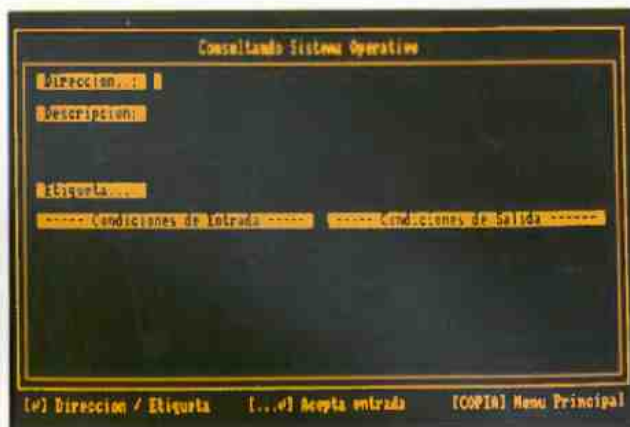 Consultando Sistema Operativo
Direccion. :
Descripcion:
Etiqueta...
----- Condiciones de Entrada ----- ----- Condiciones de Salida ------
[↵] Direccion / Etiqueta [...↵] Acepta entrada [COPIA] Menu Principal